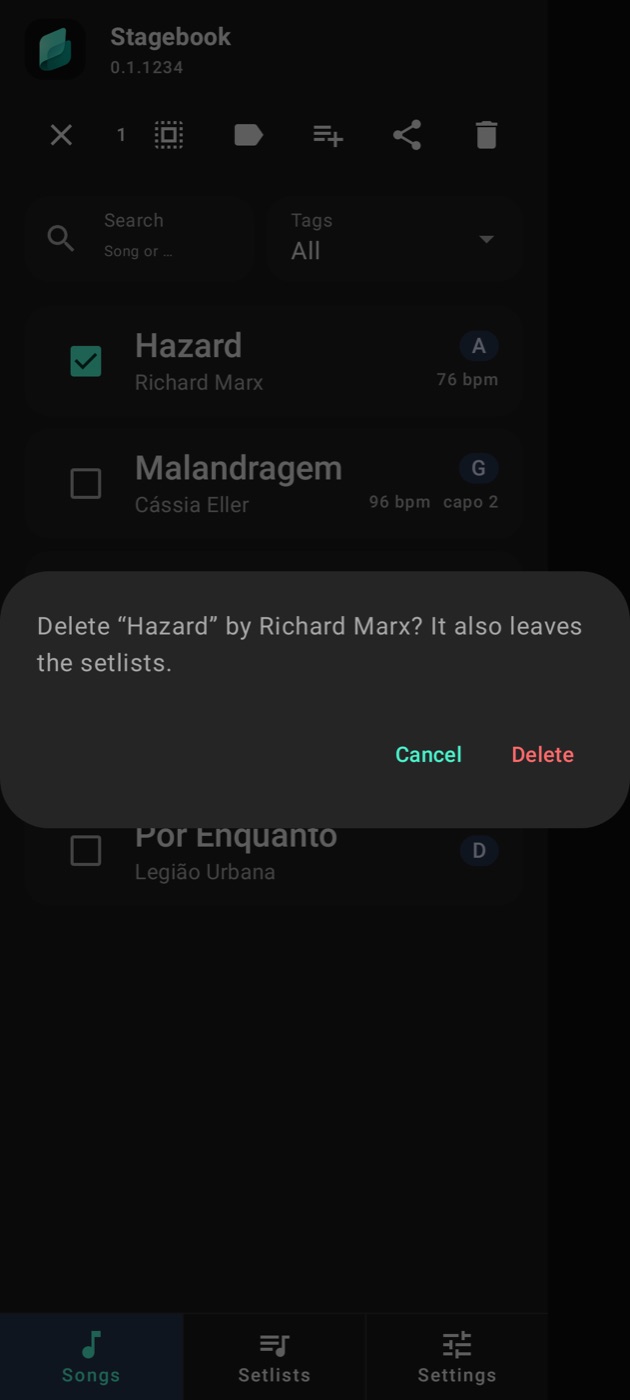 Stagebook
0.1.1234
1
Search
Song or …
Tags
All
Hazard
A
Richard Marx
76 bpm
Malandragem
G
Cássia Eller
96 bpm capo 2
Delete “Hazard” by Richard Marx? It also leaves
the setlists.
Cancel Delete
Por Enquanto
D
Legião Urbana
Songs Setlists Settings